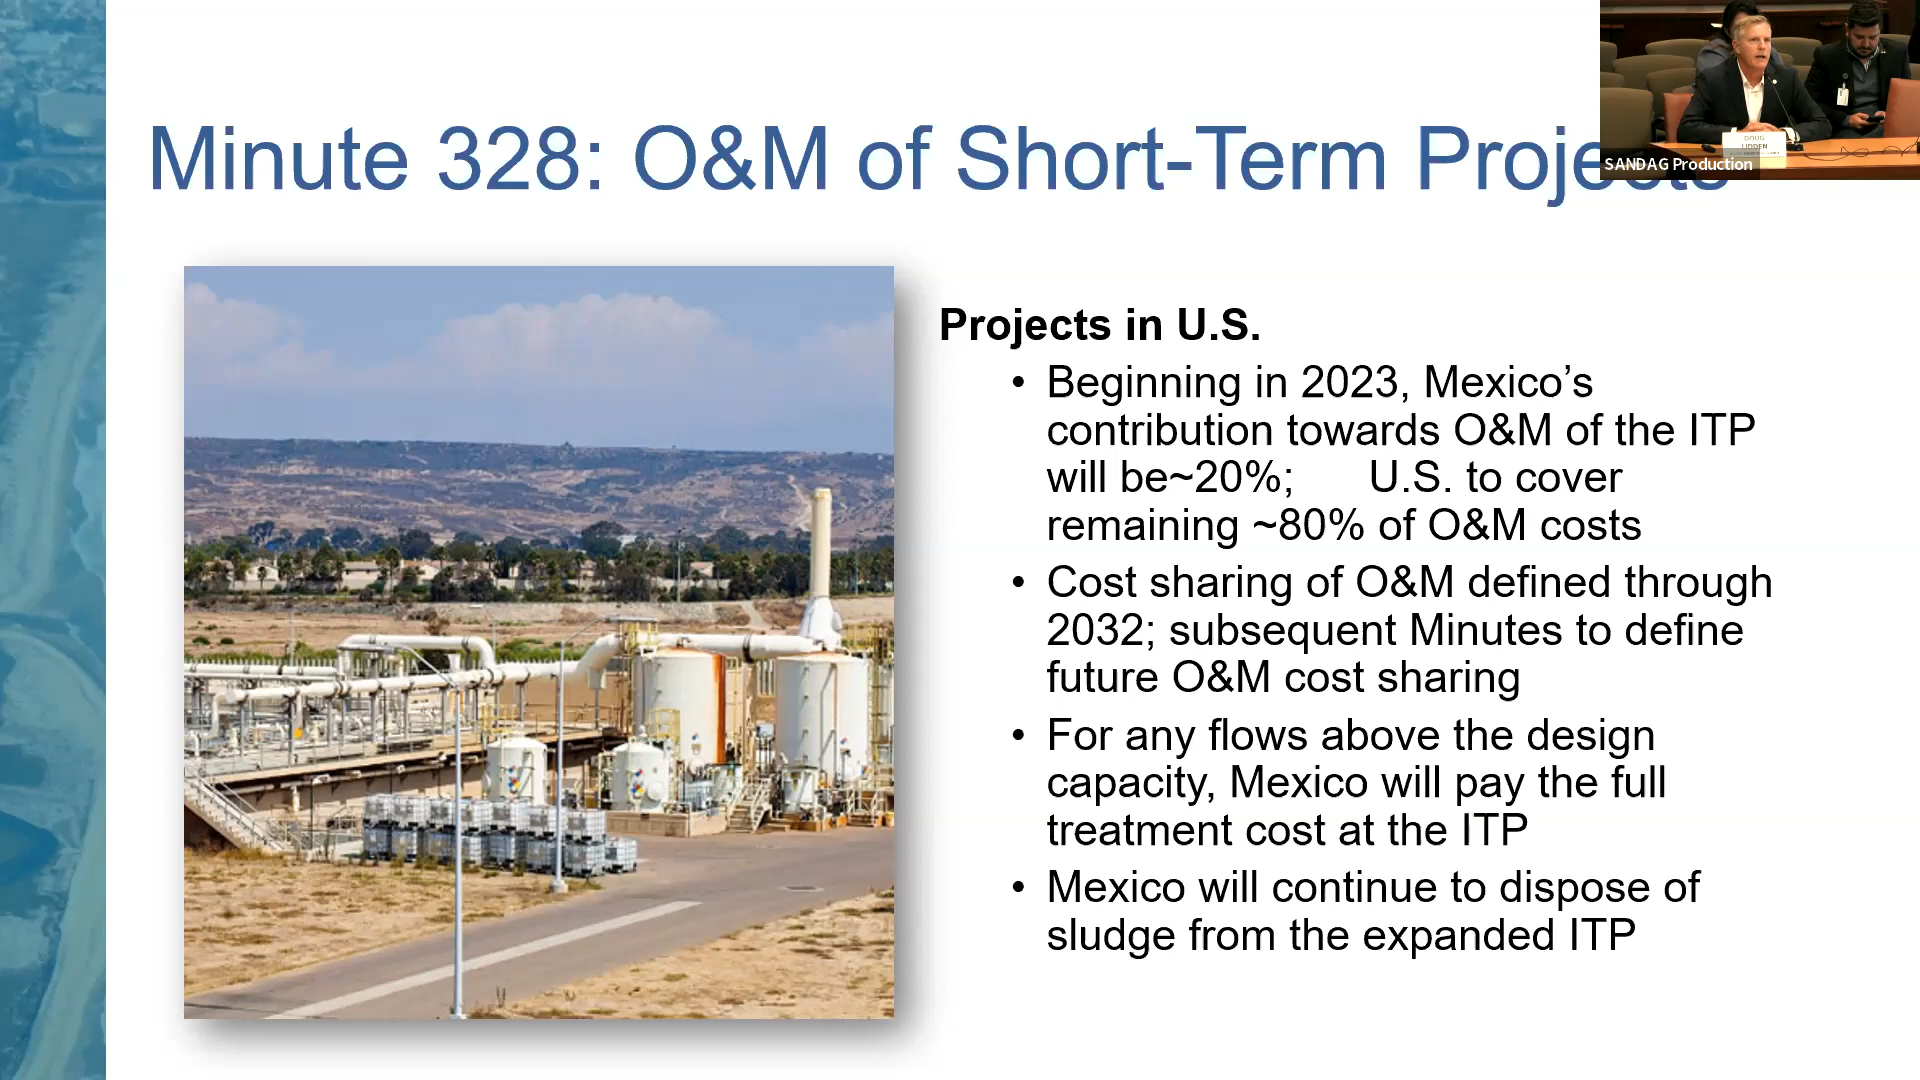 Minute 328: O&M of Short-Term Projects
SANDAG Production
DOUG
LIDDEN
Projects in U.S.
• Beginning in 2023, Mexico’s
contribution towards O&M of the ITP
will be~20%; U.S. to cover
remaining ~80% of O&M costs
• Cost sharing of O&M defined through
2032; subsequent Minutes to define
future O&M cost sharing
• For any flows above the design
capacity, Mexico will pay the full
treatment cost at the ITP
• Mexico will continue to dispose of
sludge from the expanded ITP